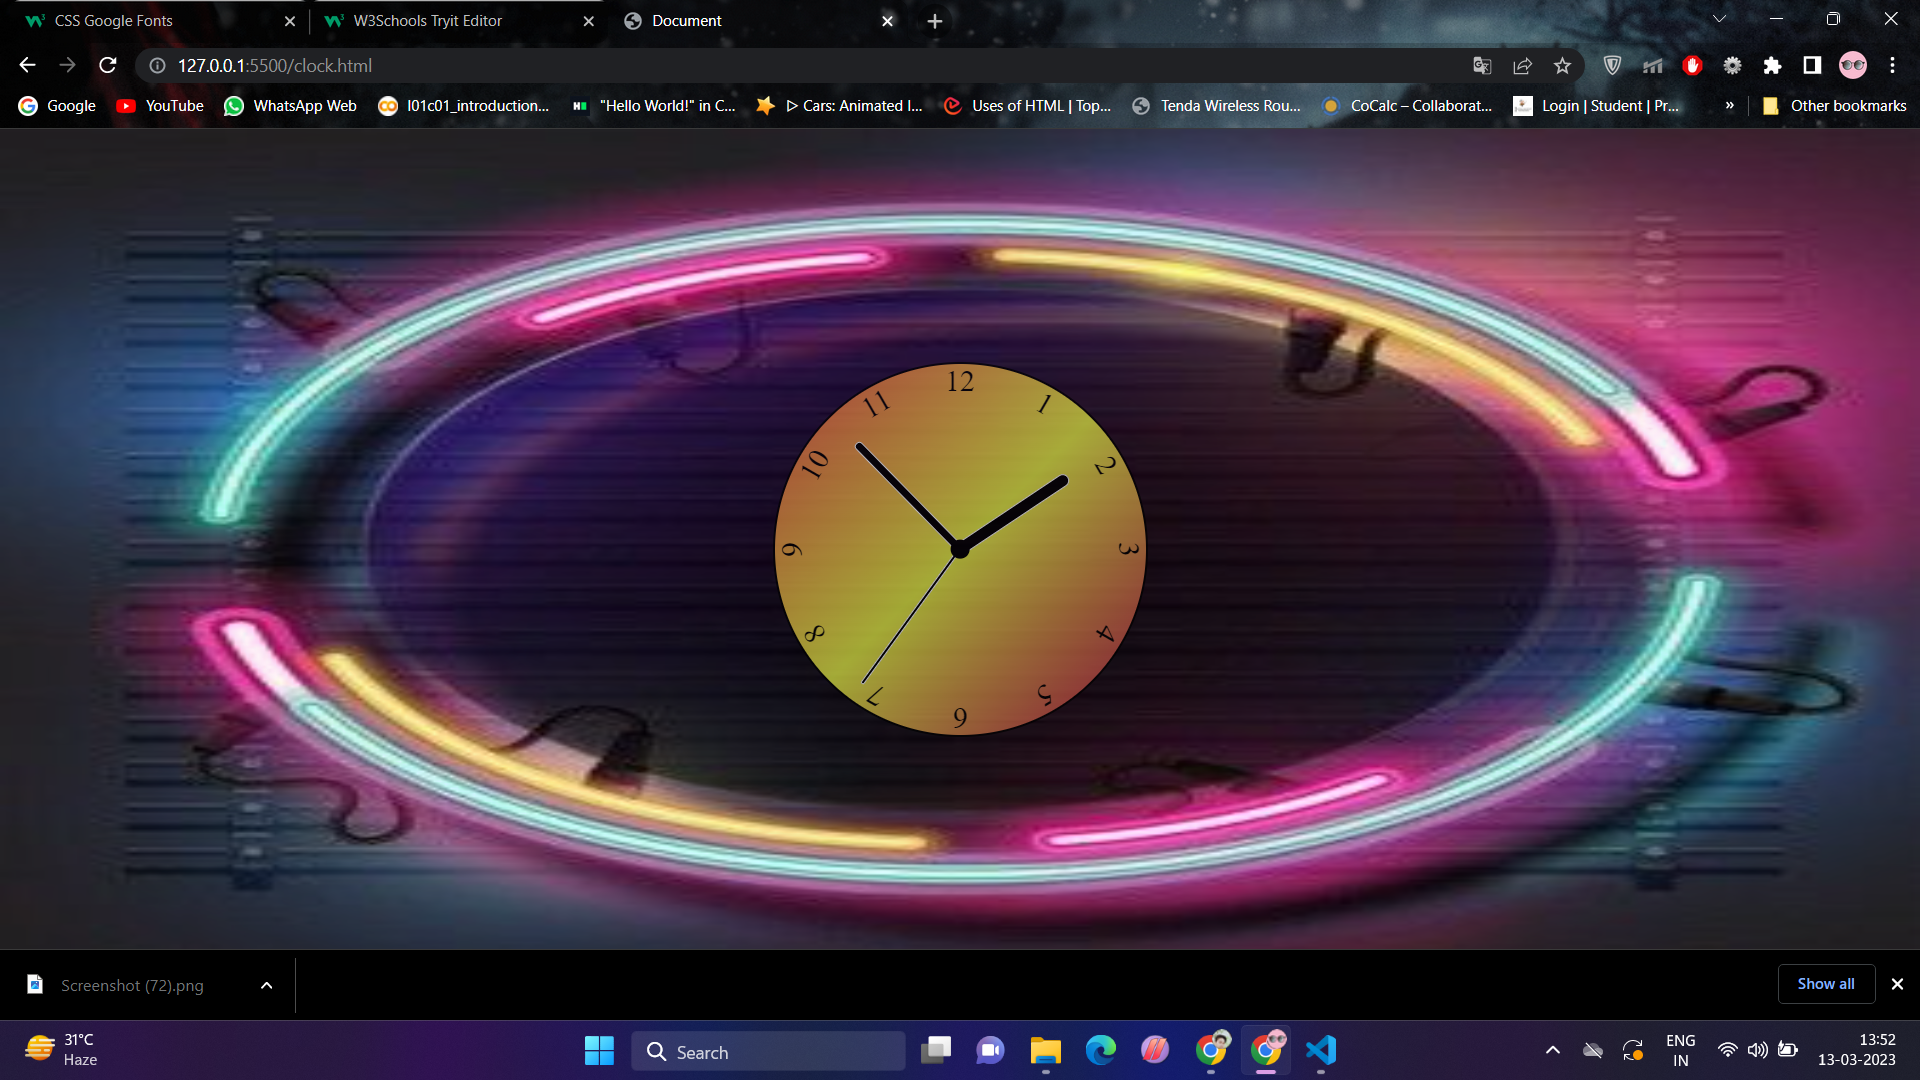 CSS Google Fonts
W3Schools Tryit Editor
Document
127.0.0.1:5500/clock.html
Google
YouTube
WhatsApp Web
l01c01_introduction...
"Hello World!" in C...
ᐅ Cars: Animated l...
Uses of HTML | Top...
Tenda Wireless Rou...
CoCalc – Collaborat...
Login | Student | Pr...
»
Other bookmarks
12
1
2
3
4
5
6
7
8
9
10
11
Screenshot (72).png
Show all
31°C
Haze
Search
ENG
IN
13:52
13-03-2023